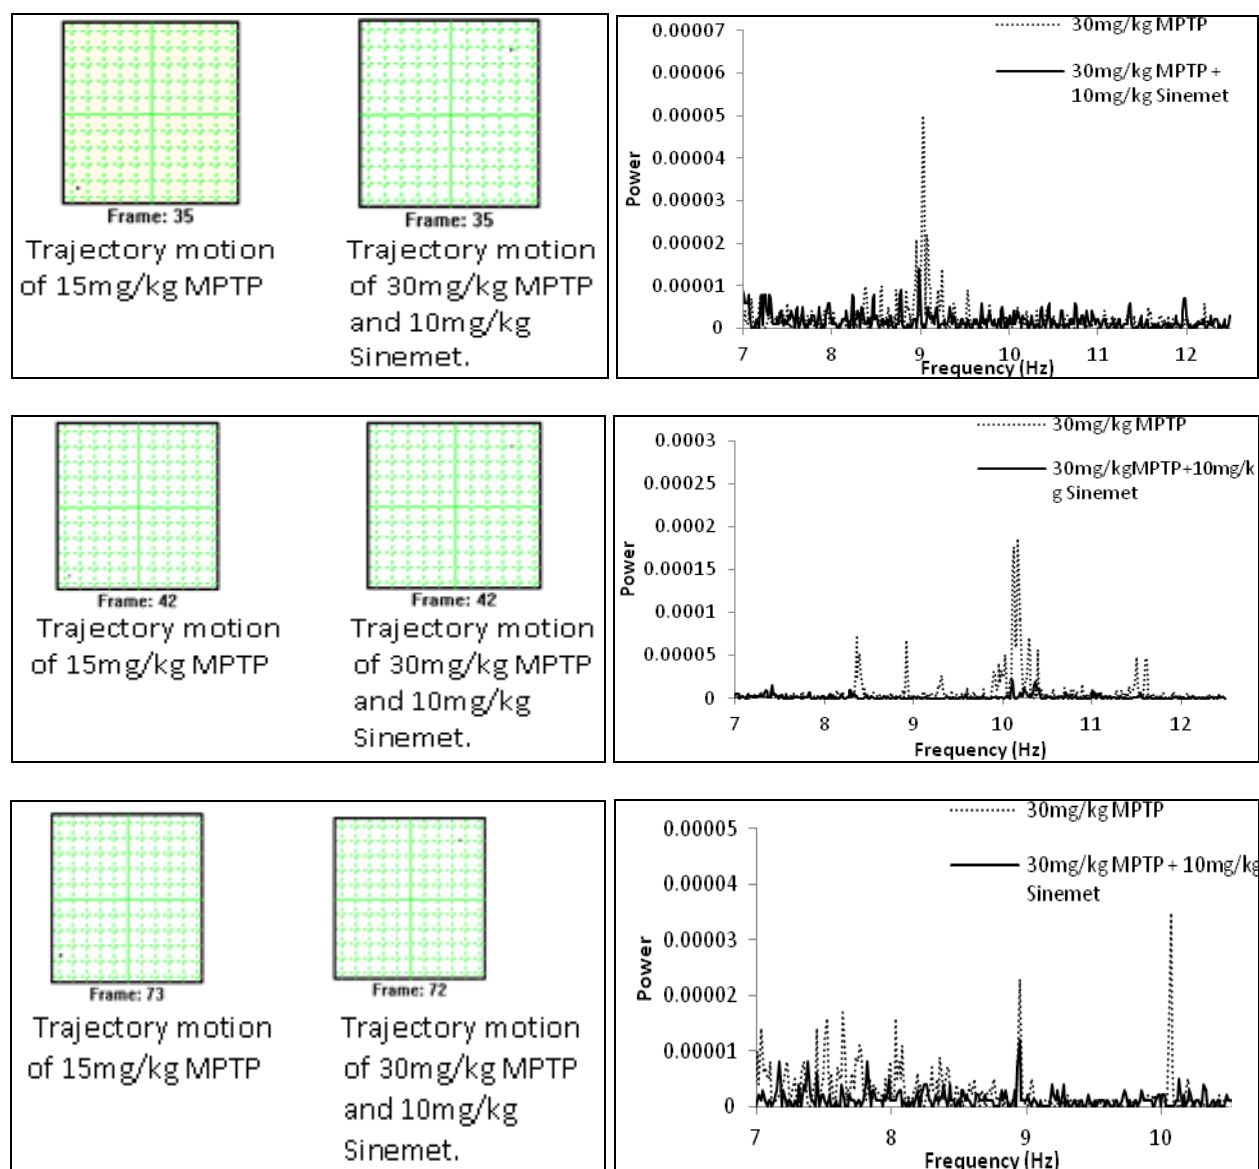 Frame: 35
Trajectory motion
of 15mg/kg MPTP
Frame: 35
Trajectory motion
of 30mg/kg MPTP
and 10mg/kg
Sinemet.
30mg/kg MPTP
30mg/kg MPTP +
10mg/kg Sinemet
0.00007
0.00006
0.00005
0.00004
0.00003
0.00002
0.00001
0
Power
7 8 9 10 11 12
Frequency (Hz)
Frame: 42
Trajectory motion
of 15mg/kg MPTP
Frame: 42
Trajectory motion
of 30mg/kg MPTP
and 10mg/kg
Sinemet.
30mg/kg MPTP
30mg/kgMPTP+10mg/k
g Sinemet
0.0003
0.00025
0.0002
0.00015
0.0001
0.00005
0
Power
7 8 9 10 11 12
Frequency (Hz)
Frame: 73
Trajectory motion
of 15mg/kg MPTP
Frame: 72
Trajectory motion
of 30mg/kg MPTP
and 10mg/kg
Sinemet.
30mg/kg MPTP
30mg/kg MPTP + 10mg/kg
Sinemet
0.00005
0.00004
0.00003
0.00002
0.00001
0
Power
7 8 9 10
Frequency (Hz)